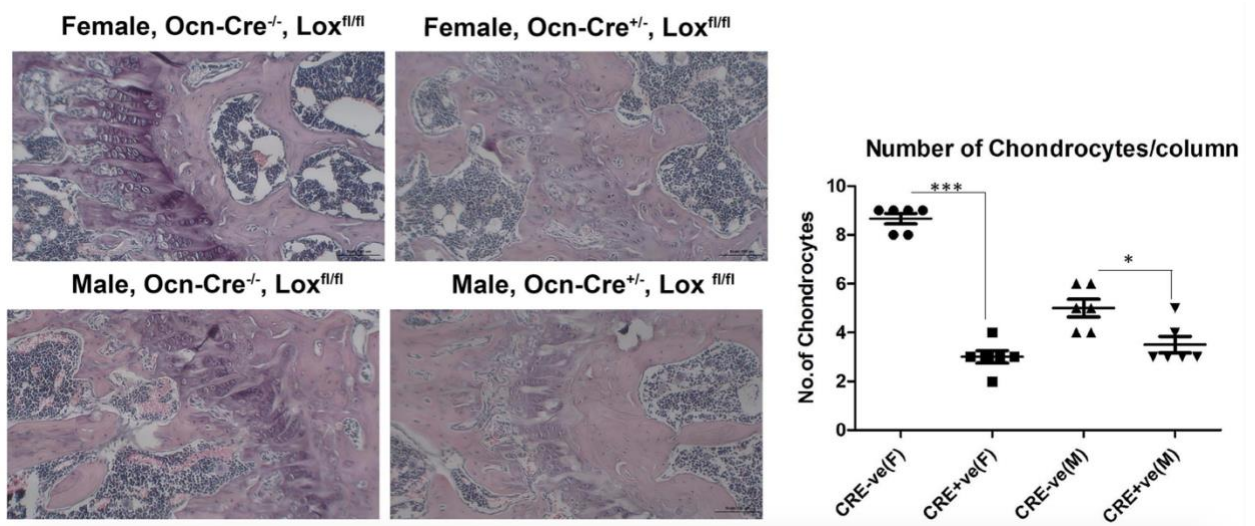 Female, Ocn-Cre-/-, Loxfl/fl
Female, Ocn-Cre+/-, Loxfl/fl
Male, Ocn-Cre-/-, Loxfl/fl
Male, Ocn-Cre+/-, Lox fl/fl
Number of Chondrocytes/column
No.of Chondrocytes
10
8
6
4
2
0
***
*
CRE-ve(F)
CRE+ve(F)
CRE-ve(M)
CRE+ve(M)